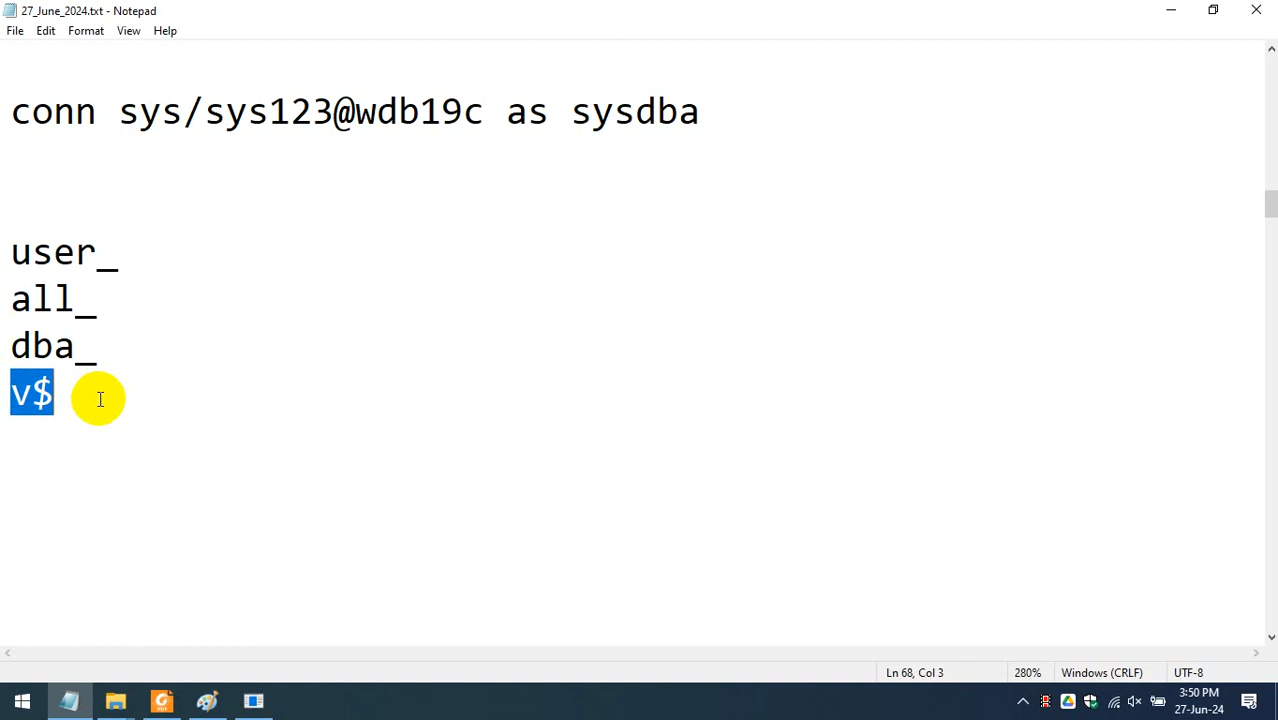 27_June_2024.txt - Notepad
File Edit Format View Help
conn sys/sys123@wdb19c as sysdba
user_
all_
dba_
v$
Ln 68, Col 3 280% Windows (CRLF) UTF-8
PDF
3:50 PM
27-Jun-24